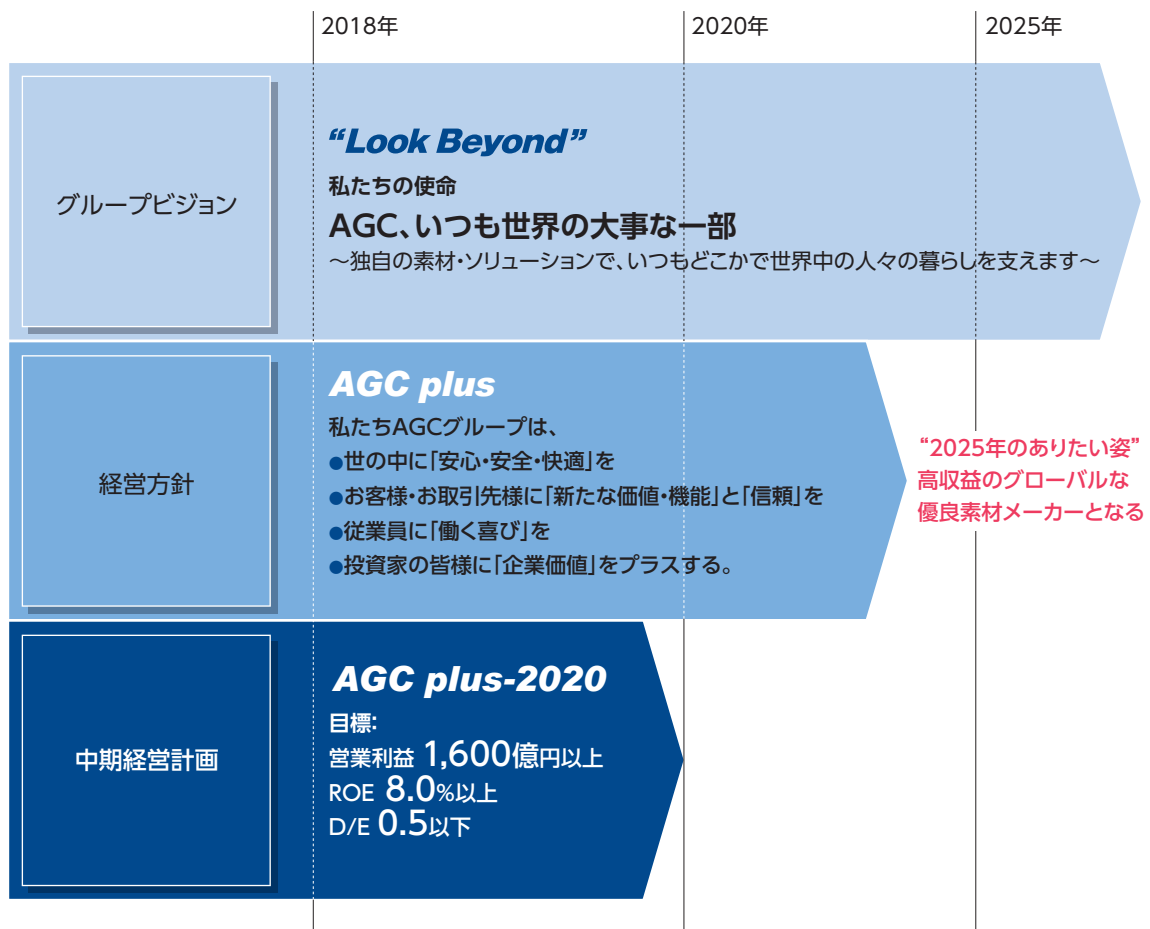 2018年
2020年
2025年
グループビジョン
“Look Beyond”
私たちの使命
AGC、いつも世界の大事な一部
～独自の素材・ソリューションで、いつもどこかで世界中の人々の暮らしを支えます～
経営方針
AGC plus
私たちAGCグループは、
●世の中に「安心・安全・快適」を
●お客様・お取引先様に「新たな価値・機能」と「信頼」を
●従業員に「働く喜び」を
●投資家の皆様に「企業価値」をプラスする。
“2025年のありたい姿”
高収益のグローバルな
優良素材メーカーとなる
中期経営計画
AGC plus-2020
目標:
営業利益 1,600億円以上
ROE 8.0%以上
D/E 0.5以下